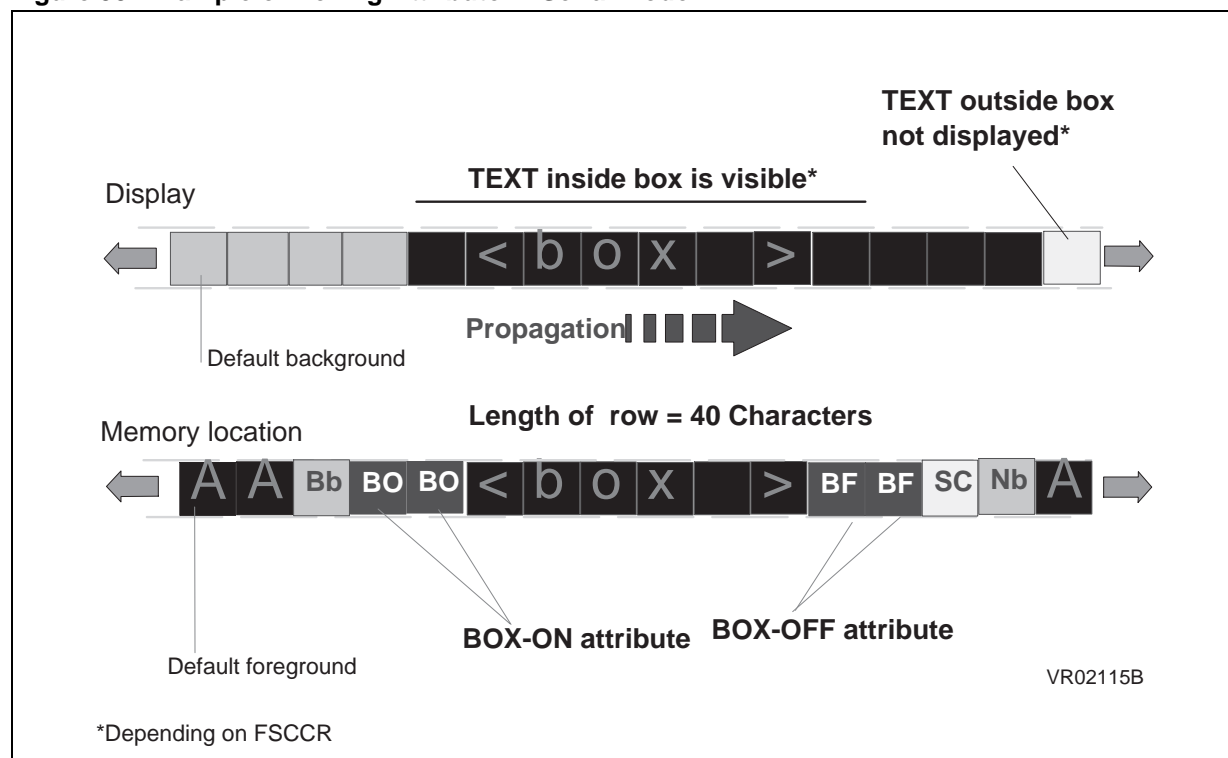 TEXT outside box
not displayed*
TEXT inside box is visible*
Display
< b o x >
Propagation
Default background
Length of row = 40 Characters
Memory location
A A Bb BO BO < b o x > BF BF SC Nb A
BOX-ON attribute BOX-OFF attribute
Default foreground
VR02115B
*Depending on FSCCR